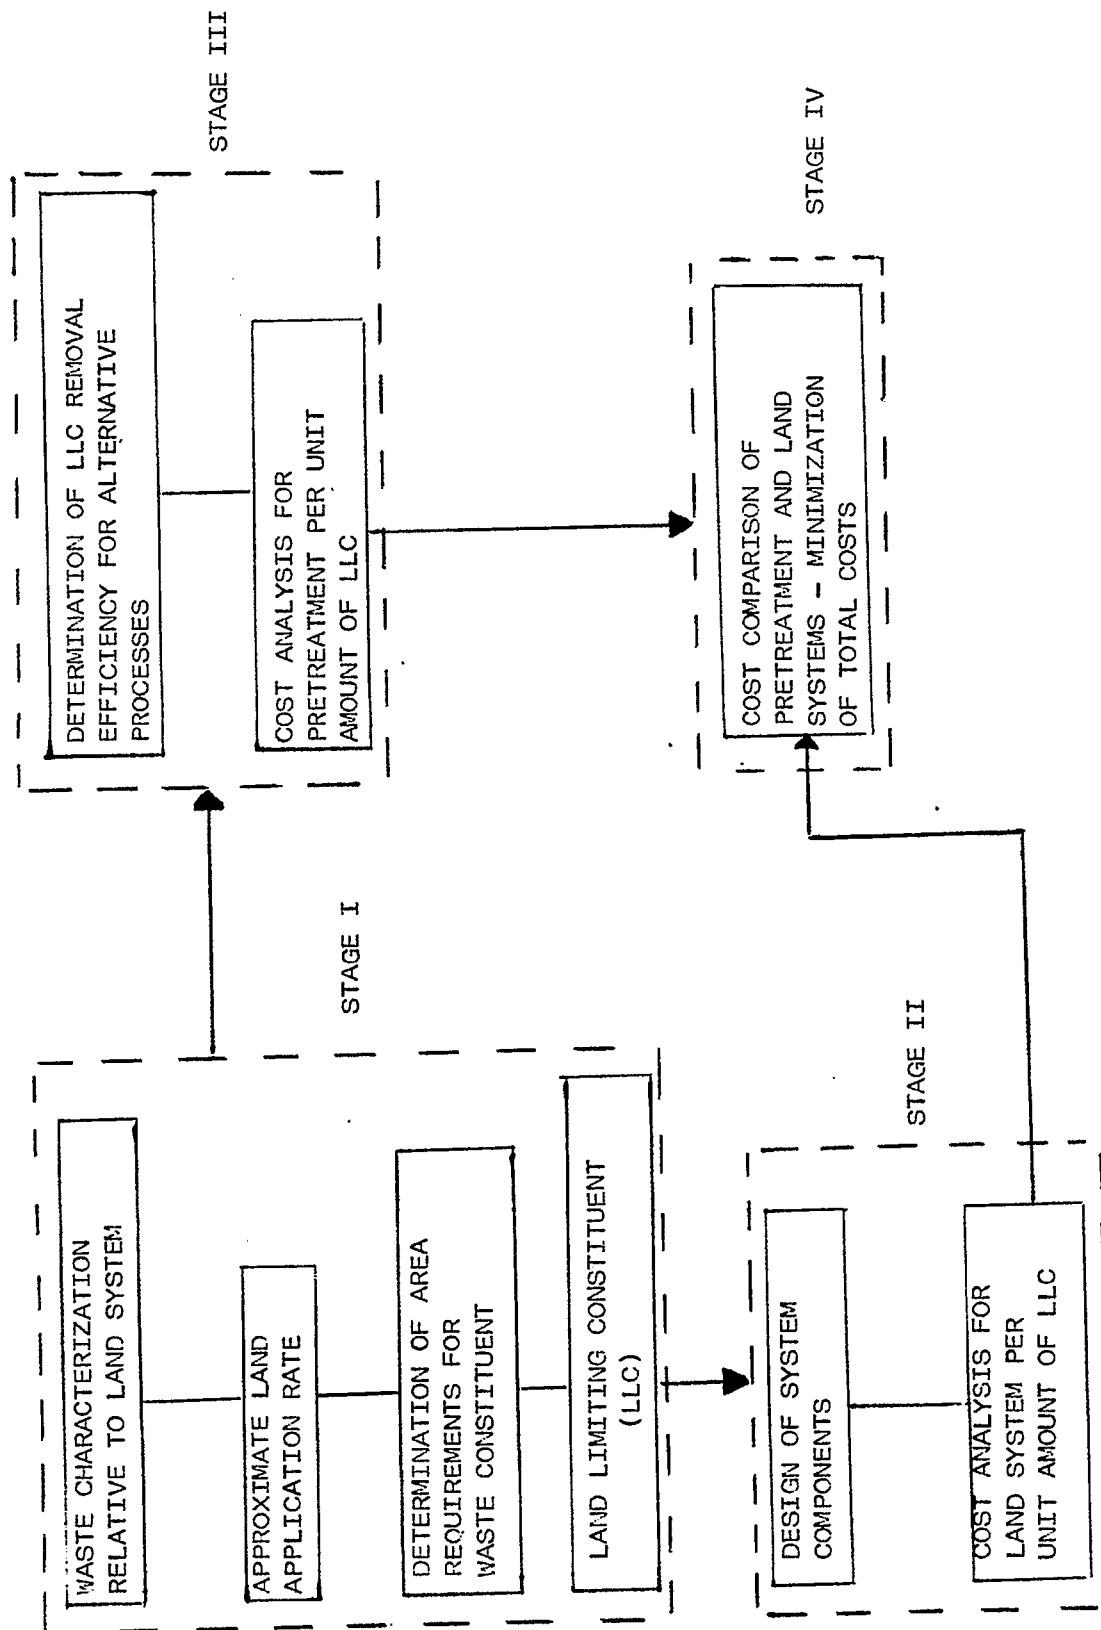 WASTE CHARACTERIZATION
RELATIVE TO LAND SYSTEM
APPROXIMATE LAND
APPLICATION RATE
DETERMINATION OF AREA
REQUIREMENTS FOR
WASTE CONSTITUENT
LAND LIMITING CONSTITUENT
(LLC)
STAGE I
DESIGN OF SYSTEM
COMPONENTS
COST ANALYSIS FOR
LAND SYSTEM PER
UNIT AMOUNT OF LLC
STAGE II
DETERMINATION OF LLC REMOVAL
EFFICIENCY FOR ALTERNATIVE
PROCESSES
COST ANALYSIS FOR
PRETREATMENT PER UNIT
AMOUNT OF LLC
STAGE III
COST COMPARISON OF
PRETREATMENT AND LAND
SYSTEMS - MINIMIZATION
OF TOTAL COSTS
STAGE IV